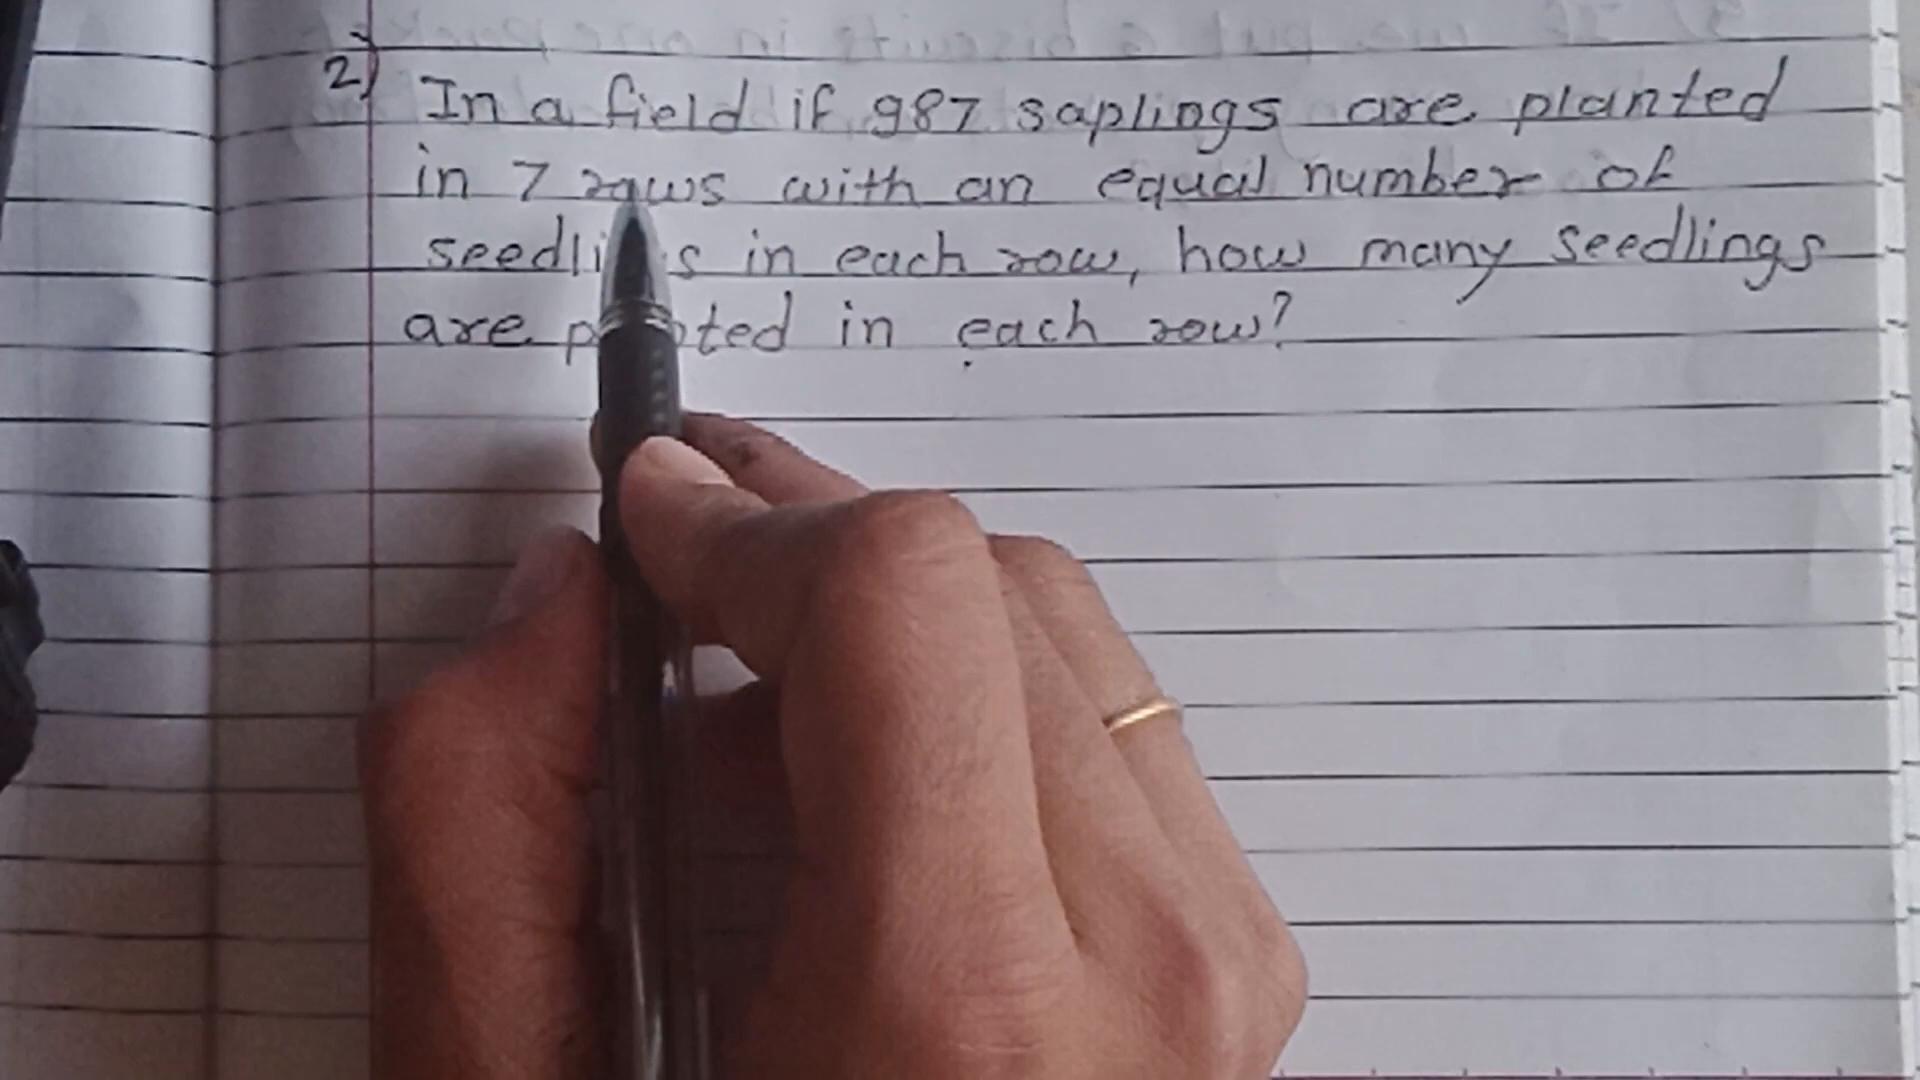 2) In a field if 987 saplings are planted
in 7 rows with an equal number of
in each row, how many seedlings
are in each row?